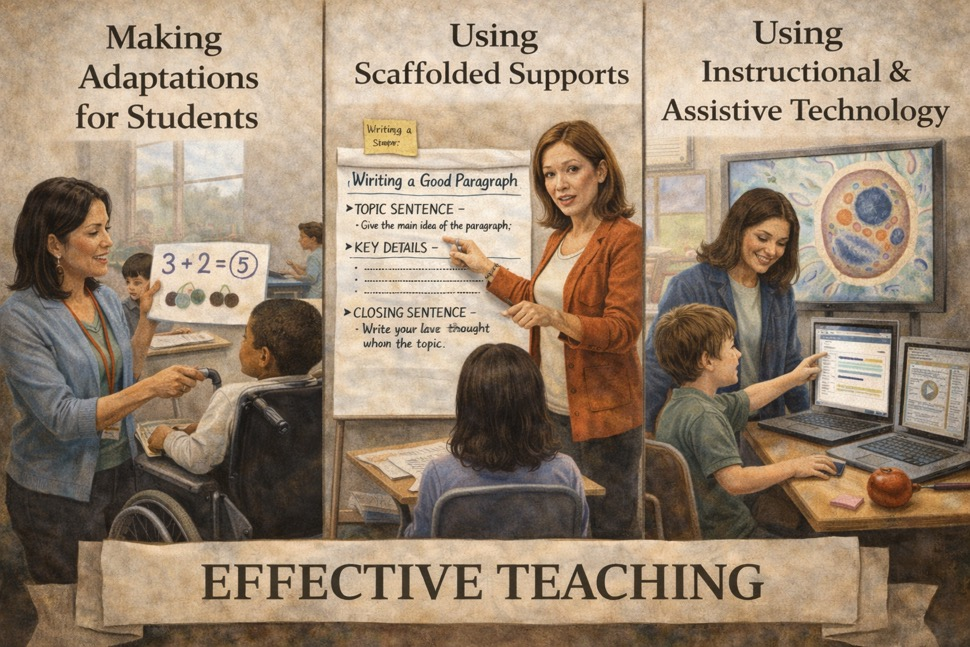 Making
Adaptations
for Students
3 + 2 = 5
Using
Scaffolded Supports
Writing a
Writing a Good Paragraph
➤TOPIC SENTENCE –
• Give the main idea of the paragraph;
➤KEY DETAILS –
➤CLOSING SENTENCE –
- Write your lave thought
whom the topic.
Using
Instructional &
Assistive Technology
EFFECTIVE TEACHING